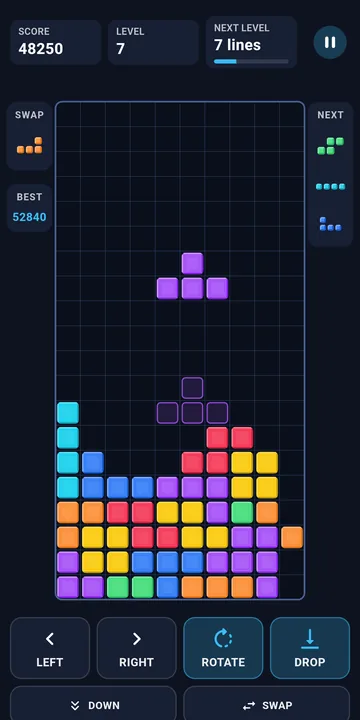 SCORE
48250
LEVEL
7
NEXT LEVEL
7 lines
SWAP
BEST
52840
NEXT
LEFT
RIGHT
ROTATE
DROP
DOWN
SWAP